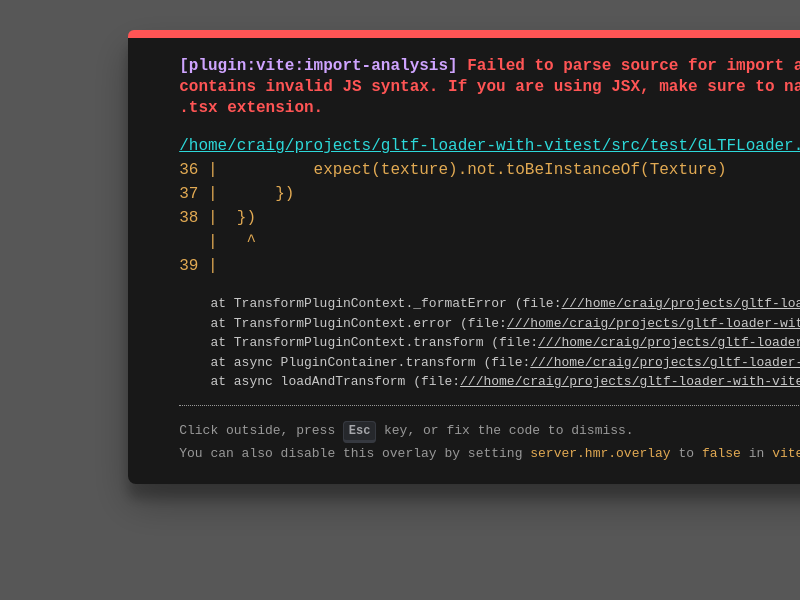 [plugin:vite:import-analysis] Failed to parse source for import a
contains invalid JS syntax. If you are using JSX, make sure to na
.tsx extension.
/home/craig/projects/gltf-loader-with-vitest/src/test/GLTFLoader.
36 |          expect(texture).not.toBeInstanceOf(Texture)
37 |      })
38 |  })
   |   ^
39 |
at TransformPluginContext._formatError (file:///home/craig/projects/gltf-loa
at TransformPluginContext.error (file:///home/craig/projects/gltf-loader-wit
at TransformPluginContext.transform (file:///home/craig/projects/gltf-loader
at async PluginContainer.transform (file:///home/craig/projects/gltf-loader-
at async loadAndTransform (file:///home/craig/projects/gltf-loader-with-vite
Click outside, press Esc key, or fix the code to dismiss.
You can also disable this overlay by setting server.hmr.overlay to false in vite